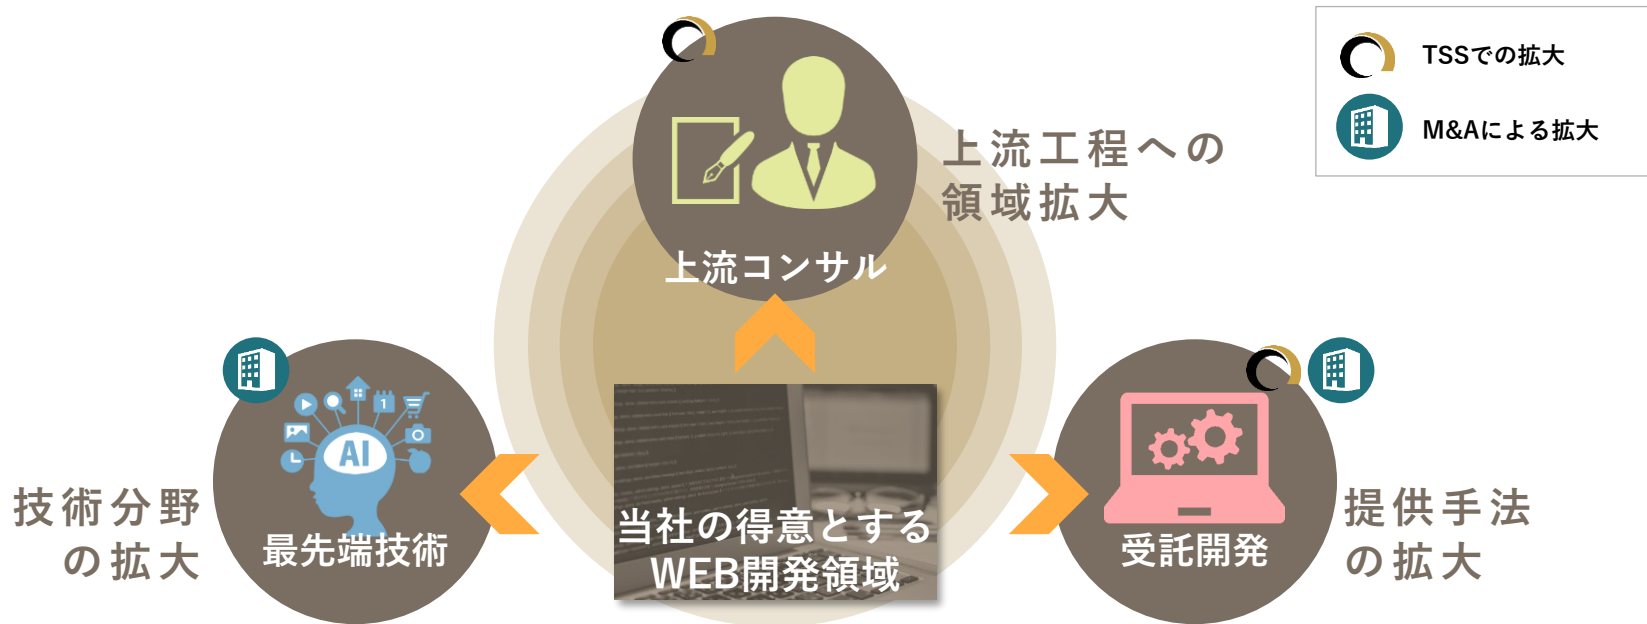 TSSでの拡大
M&Aによる拡大
上流工程への
領域拡大
上流コンサル
AI
1
技術分野
の拡大
最先端技術
当社の得意とする
WEB開発領域
受託開発
提供手法
の拡大